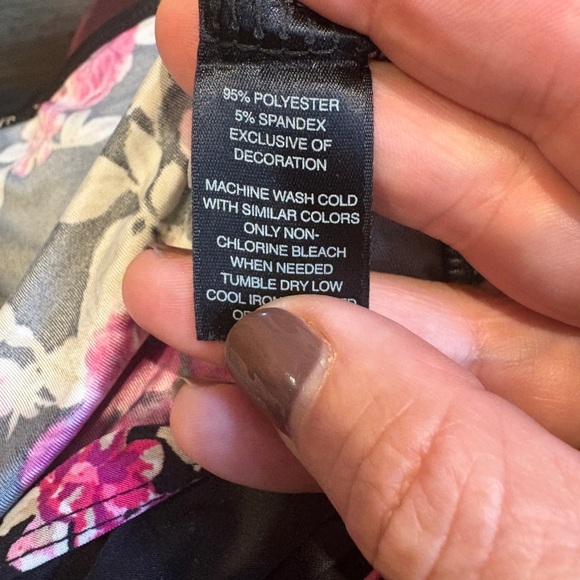 95% POLYESTER
5% SPANDEX
EXCLUSIVE OF
DECORATION
MACHINE WASH COLD
WITH SIMILAR COLORS
ONLY NON-
CHLORINE BLEACH
WHEN NEEDED
TUMBLE DRY LOW
COOL